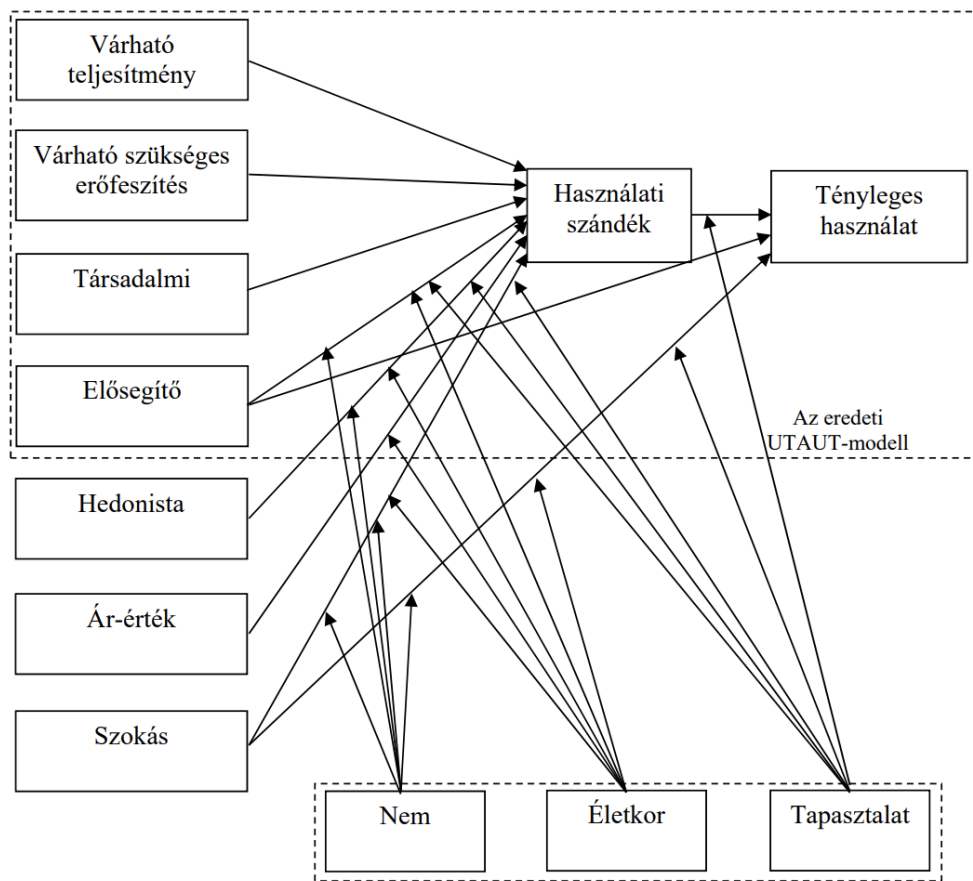 Várható
teljesítmény
Várható szükséges
erőfeszítés
Használati
szándék
Tényleges
használat
Társadalmi
Elősegítő
Az eredeti
UTAUT-modell
Hedonista
Ár-érték
Szokás
Nem
Életkor
Tapasztalat